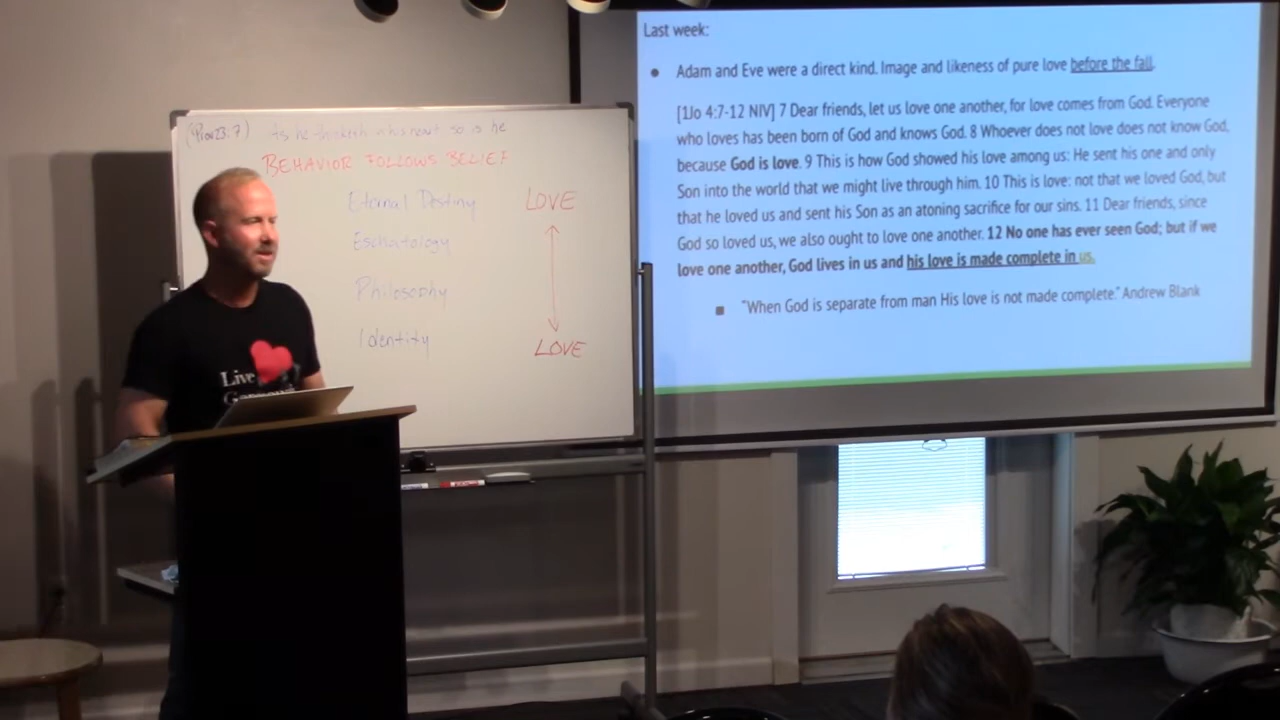 (Prov 23:7) As he thinketh in his heart so is he
BEHAVIOR FOLLOWS BELIEF
Eternal Destiny LOVE
Eschatology
Philosophy
Identity LOVE
Live
Last week:
Adam and Eve were a direct kind. Image and likeness of pure love before the fall.
[1Jo 4:7-12 NIV] 7 Dear friends, let us love one another, for love comes from God. Everyone
who loves has been born of God and knows God. 8 Whoever does not love does not know God,
because God is love. 9 This is how God showed his love among us: He sent his one and only
Son into the world that we might live through him. 10 This is love: not that we loved God, but
that he loved us and sent his Son as an atoning sacrifice for our sins. 11 Dear friends, since
God so loved us, we also ought to love one another. 12 No one has ever seen God; but if we
love one another, God lives in us and his love is made complete in us.
"When God is separate from man His love is not made complete." Andrew Blank